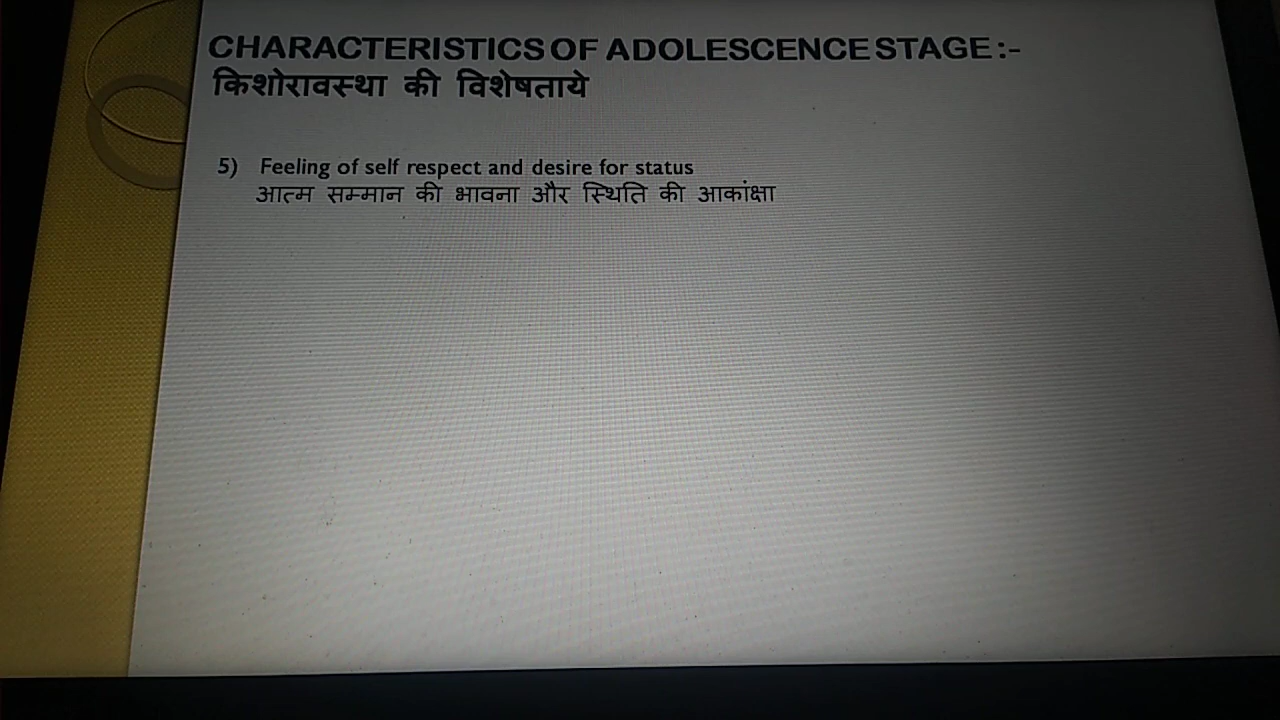 CHARACTERISTICS OF ADOLESCENCE STAGE :-
किशोरावस्था की विशेषताये
5) Feeling of self respect and desire for status
आत्म सम्मान की भावना और स्थिति की आकांक्षा